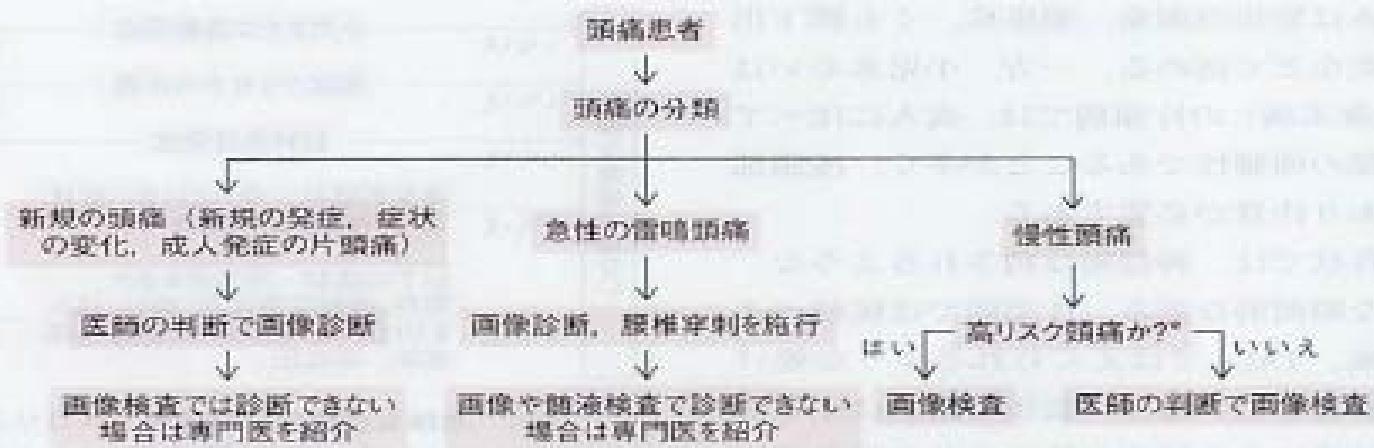 頭痛患者
頭痛の分類
新規の頭痛（新規の発症，症状
の変化，成人発症の片頭痛）
医師の判断で画像診断
画像検査では診断できない
場合は専門医を紹介
急性の雷鳴頭痛
画像診断，腰椎穿刺を施行
画像や髄液検査で診断できない
場合は専門医を紹介
慢性頭痛
高リスク頭痛か?*
はい
いいえ
画像検査
医師の判断で画像検査